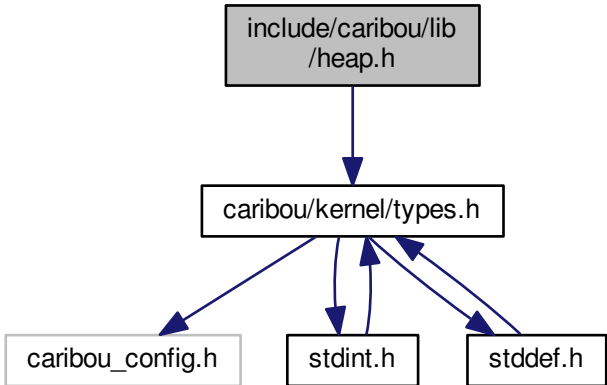 include/caribou/lib
/heap.h
caribou/kernel/types.h
caribou_config.h
stdint.h
stddef.h